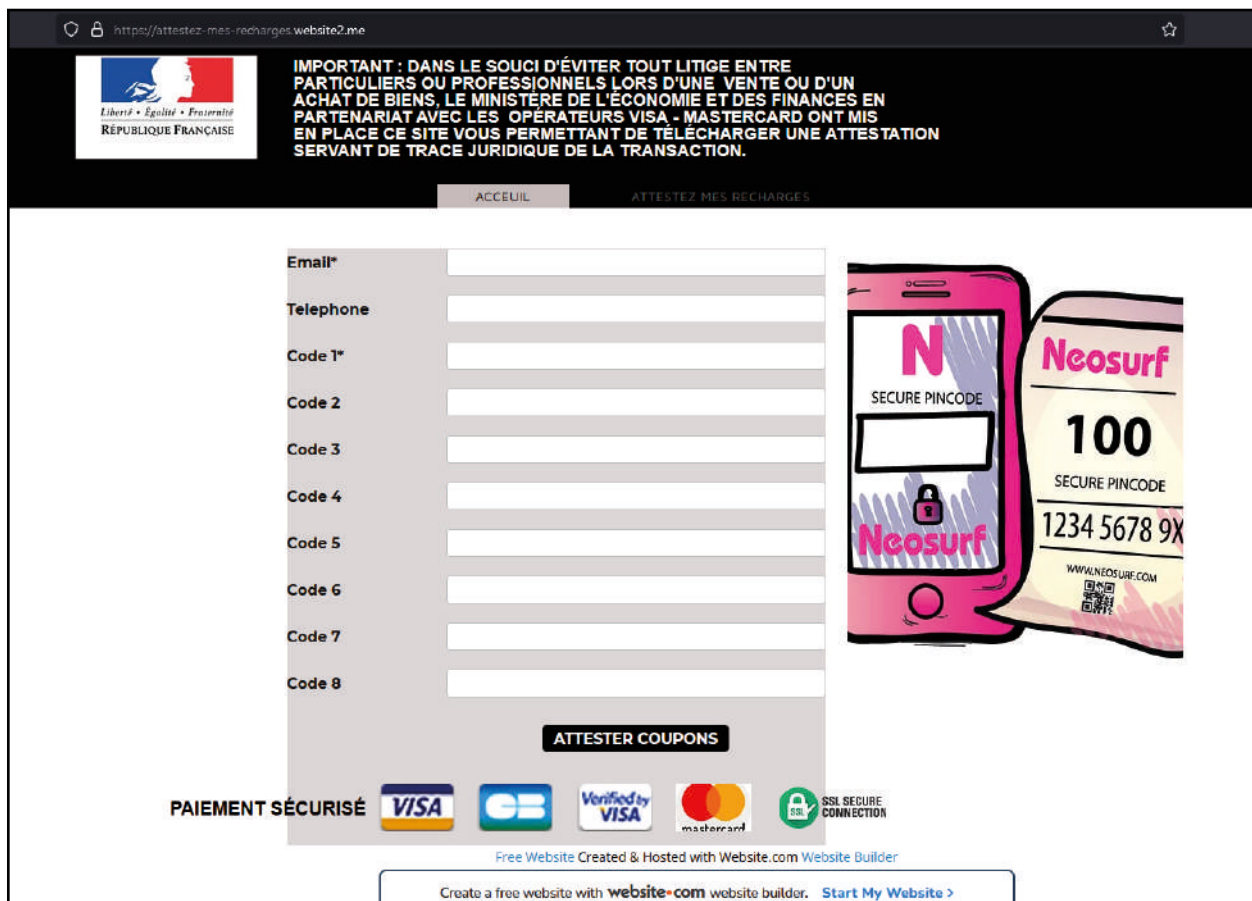 https://attestez-mes-recharges.website2.me
Liberté • Égalité • Fraternité
RÉPUBLIQUE FRANÇAISE
IMPORTANT : DANS LE SOUCI D'ÉVITER TOUT LITIGE ENTRE
PARTICULIERS OU PROFESSIONNELS LORS D'UNE VENTE OU D'UN
ACHAT DE BIENS, LE MINISTÈRE DE L'ÉCONOMIE ET DES FINANCES EN
PARTENARIAT AVEC LES OPÉRATEURS VISA - MASTERCARD ONT MIS
EN PLACE CE SITE VOUS PERMETTANT DE TÉLÉCHARGER UNE ATTESTATION
SERVANT DE TRACE JURIDIQUE DE LA TRANSACTION.
ACCEUIL ATTESTEZ MES RECHARGES
Email*
Telephone
Code 1*
Code 2
Code 3
Code 4
Code 5
Code 6
Code 7
Code 8
ATTESTER COUPONS
N
SECURE PINCODE
Neosurf
Neosurf
100
SECURE PINCODE
1234 5678 9X
WWW.NEOSURF.COM
PAIEMENT SÉCURISÉ
VISA
CB
Verified by
VISA
mastercard
SSL
SSL SECURE
CONNECTION
Free Website Created & Hosted with Website.com Website Builder
Create a free website with website.com website builder. Start My Website >